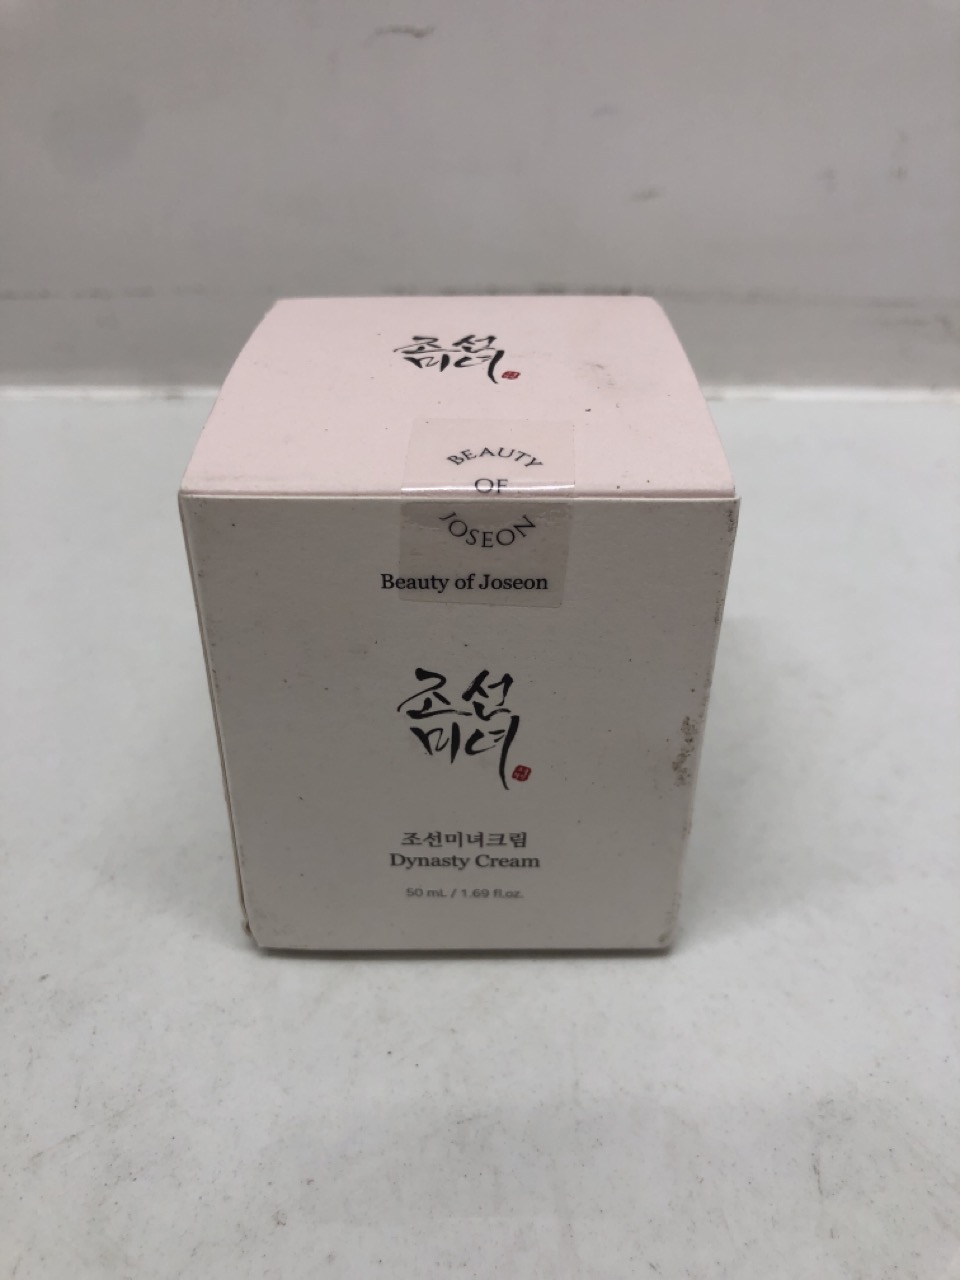 조선
미녀
BEAUTY
OF
JOSEON
Beauty of Joseon
조선
미녀
조선미녀크림
Dynasty Cream
50 mL / 1.69 fl.oz.